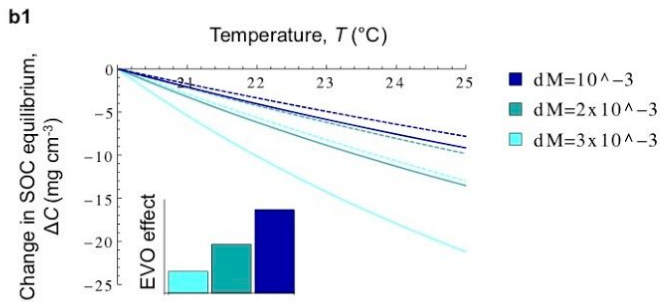 b1
Temperature, T (°C)
0 21 22 23 24 25
−5
−10
−15
−20
−25
Change in SOC equilibrium,
ΔC (mg cm-3)
EVO effect
dM=10^−3
dM=2x10^−3
dM=3x10^−3